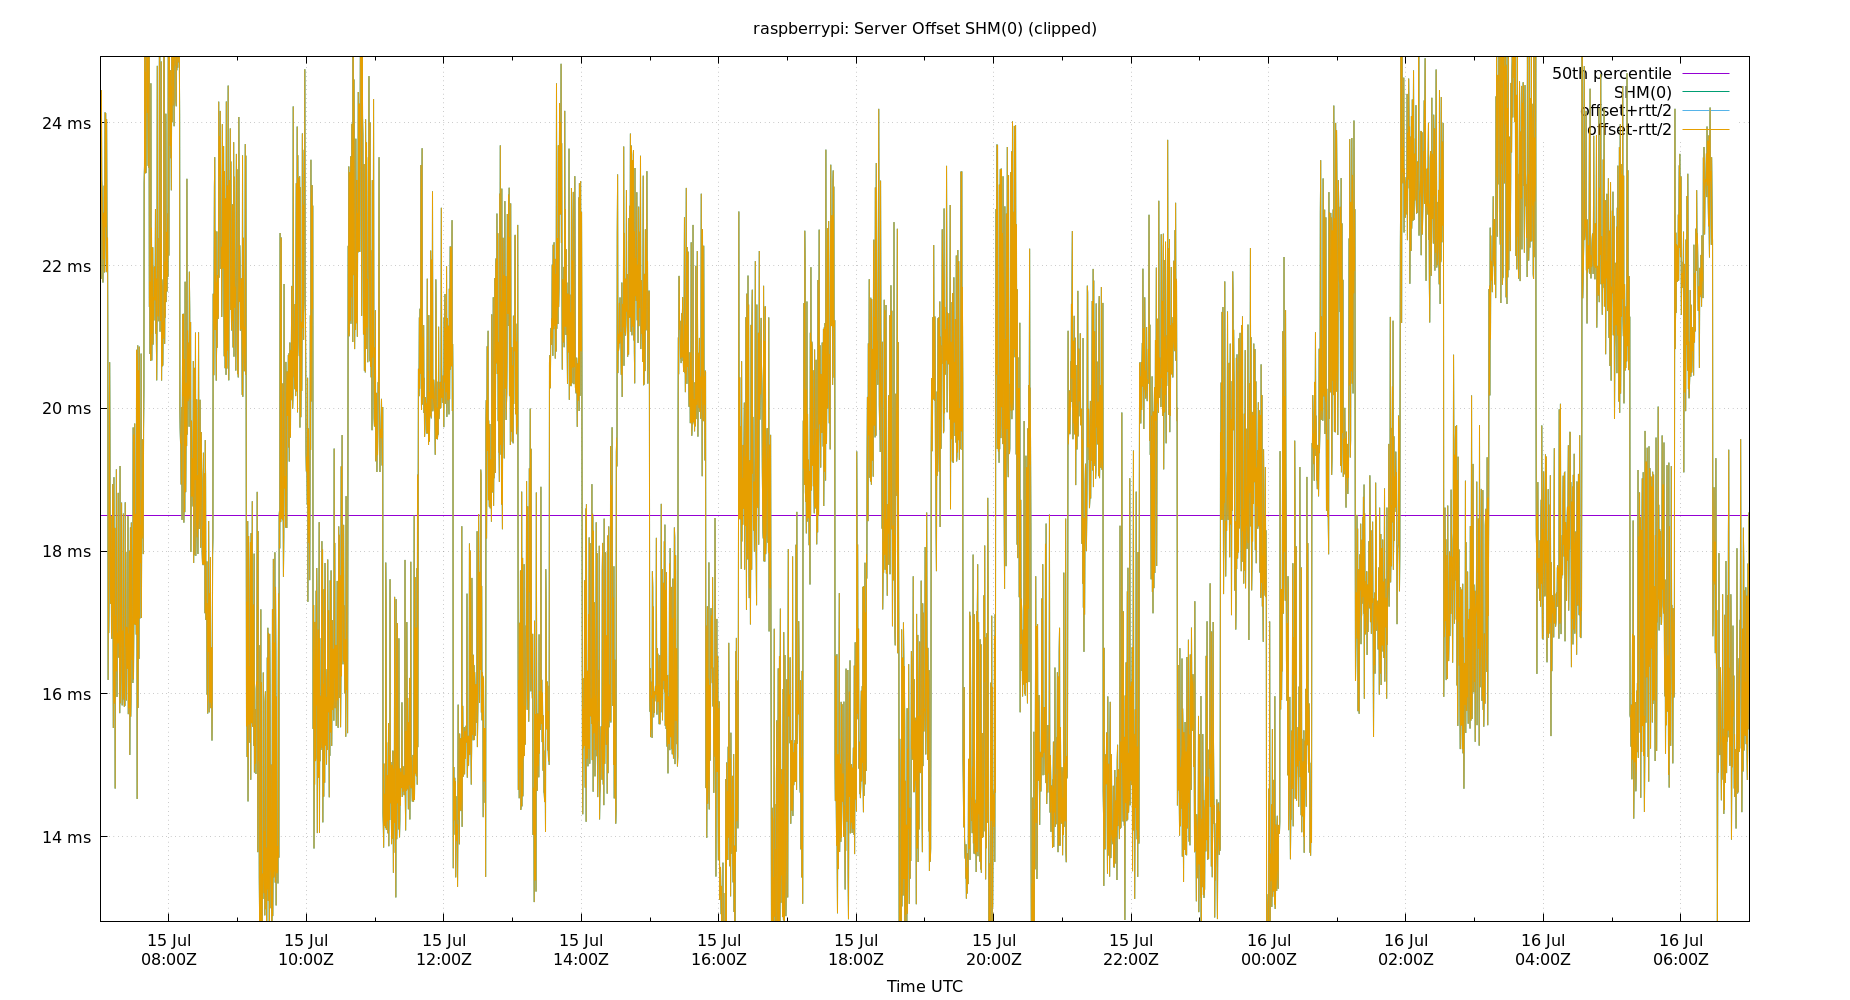 raspberrypi: Server Offset SHM(0) (clipped)
50th percentile
SHM(0)
offset+rtt/2
offset-rtt/2
24 ms
22 ms
20 ms
18 ms
16 ms
14 ms
15 Jul 15 Jul 15 Jul 15 Jul 15 Jul 15 Jul 15 Jul 15 Jul 16 Jul 16 Jul 16 Jul 16 Jul
08:00Z 10:00Z 12:00Z 14:00Z 16:00Z 18:00Z 20:00Z 22:00Z 00:00Z 02:00Z 04:00Z 06:00Z
Time UTC